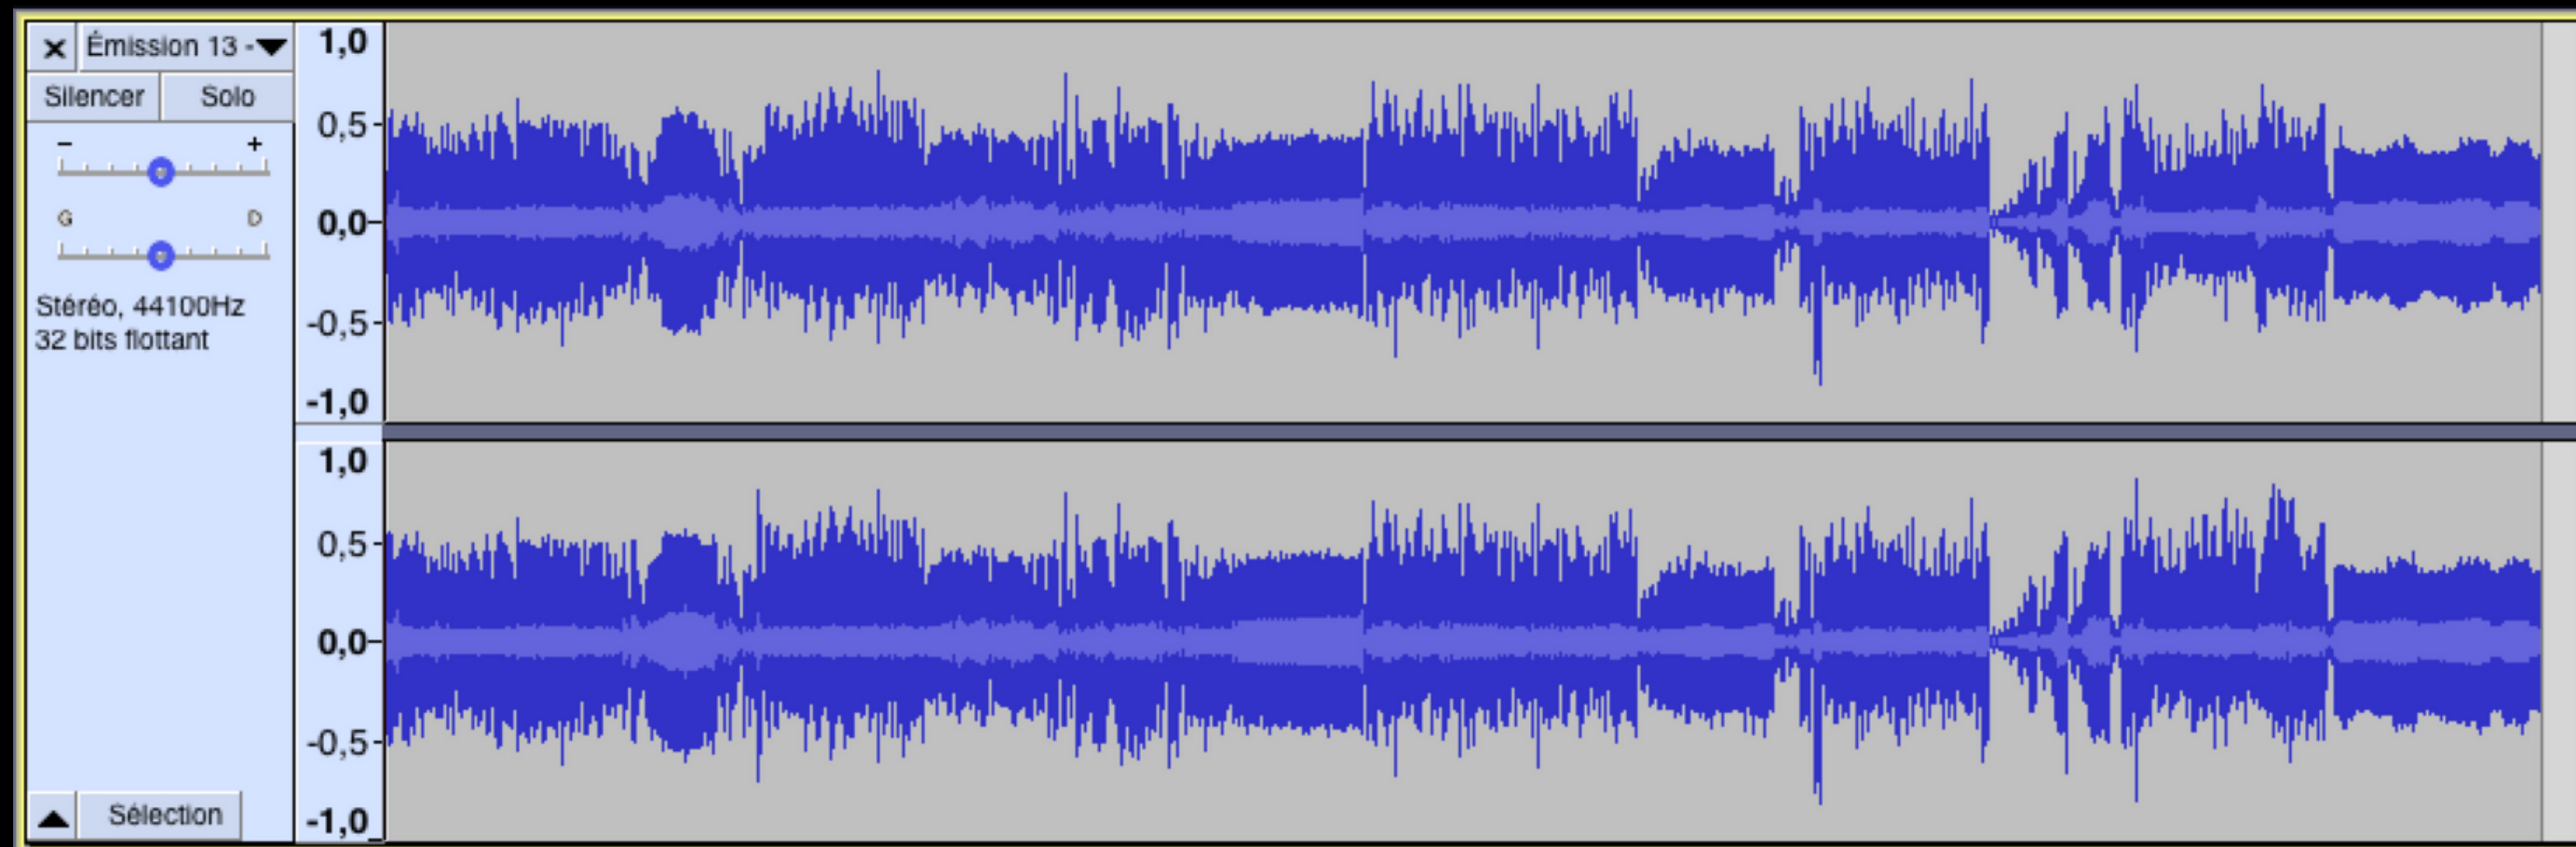 Émission 13 -
Silencer Solo
- +
G D
Stéréo, 44100Hz
32 bits flottant
Sélection
1,0
0,5-
0,0-
-0,5-
-1,0
1,0
0,5-
0,0-
-0,5-
-1,0